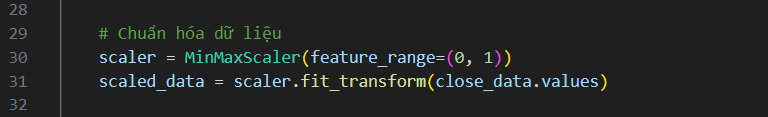 28
29 # Chuẩn hóa dữ liệu
30 scaler = MinMaxScaler(feature_range=(0, 1))
31 scaled_data = scaler.fit_transform(close_data.values)
32